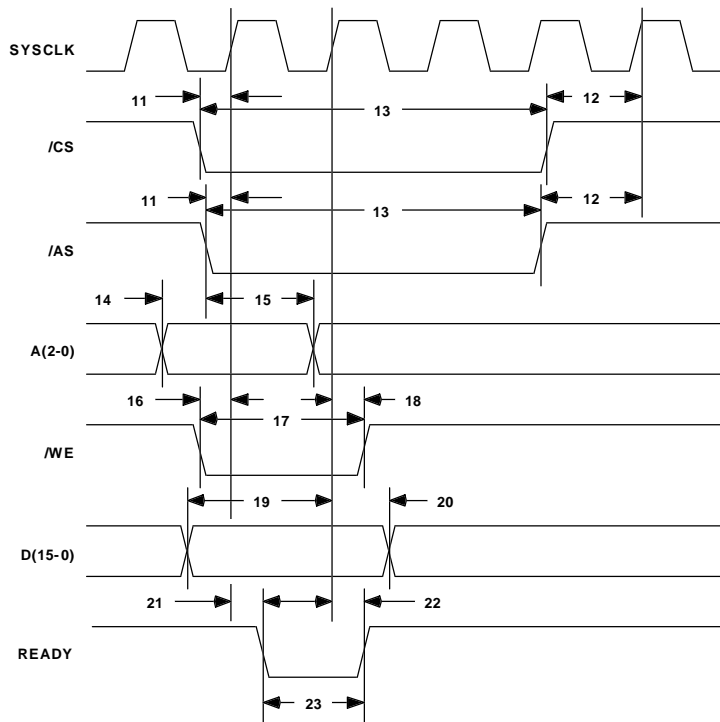 SYSCLK
11
13
12
/CS
11
13
12
/AS
14
15
A(2-0)
16
17
18
/WE
19
20
D(15-0)
21
22
READY
23